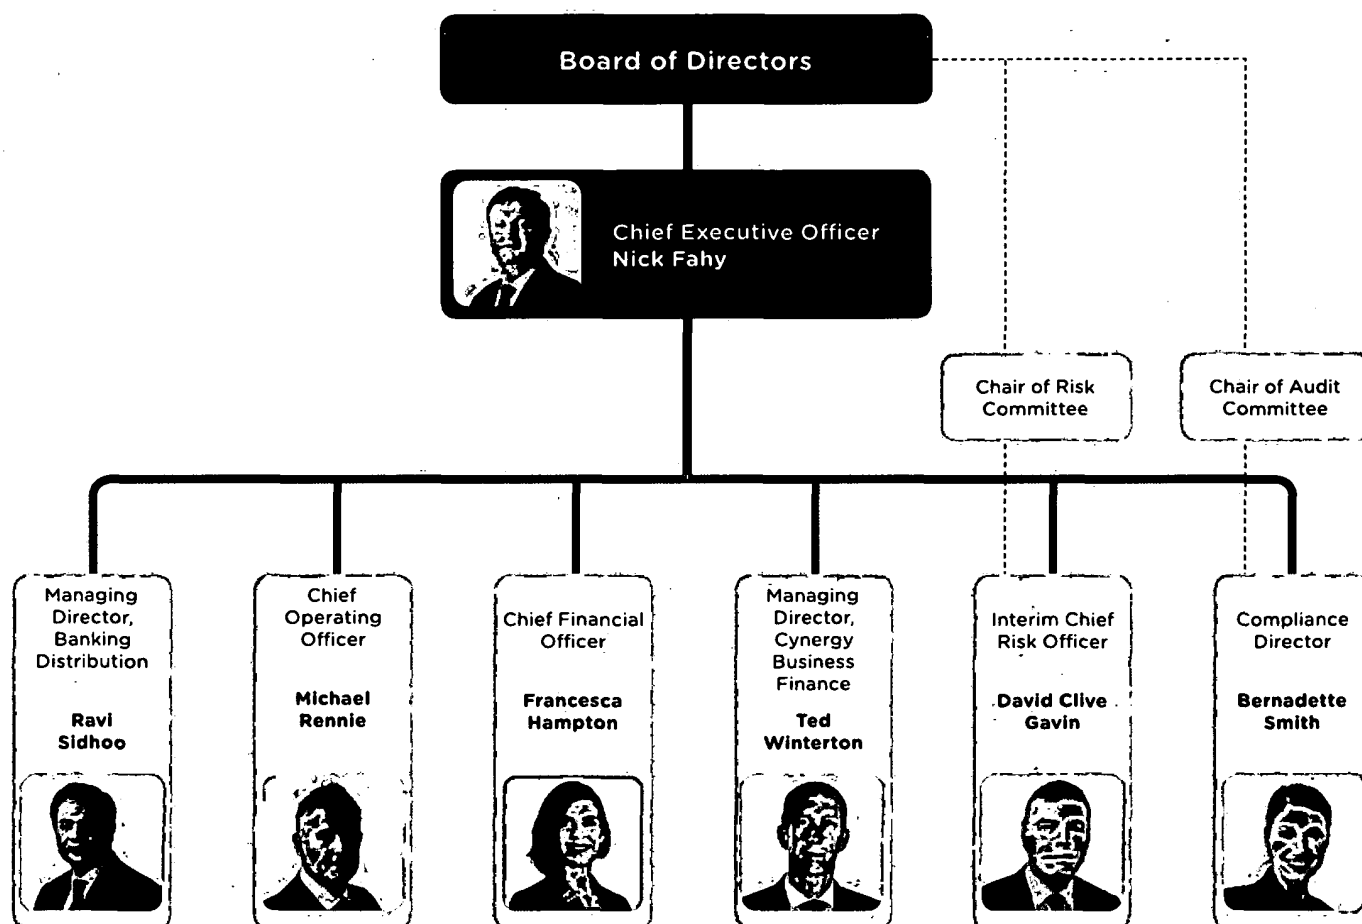 Board of Directors
Chief Executive Officer
Nick Fahy
Chair of Risk
Committee
Chair of Audit
Committee
Managing
Director,
Banking
Distribution
Ravi
Sidhoo
Chief
Operating
Officer
Michael
Rennie
Chief Financial
Officer
Francesca
Hampton
Managing
Director,
Cynergy
Business
Finance
Ted
Winterton
Interim Chief
Risk Officer
David Clive
Gavin
Compliance
Director
Bernadette
Smith